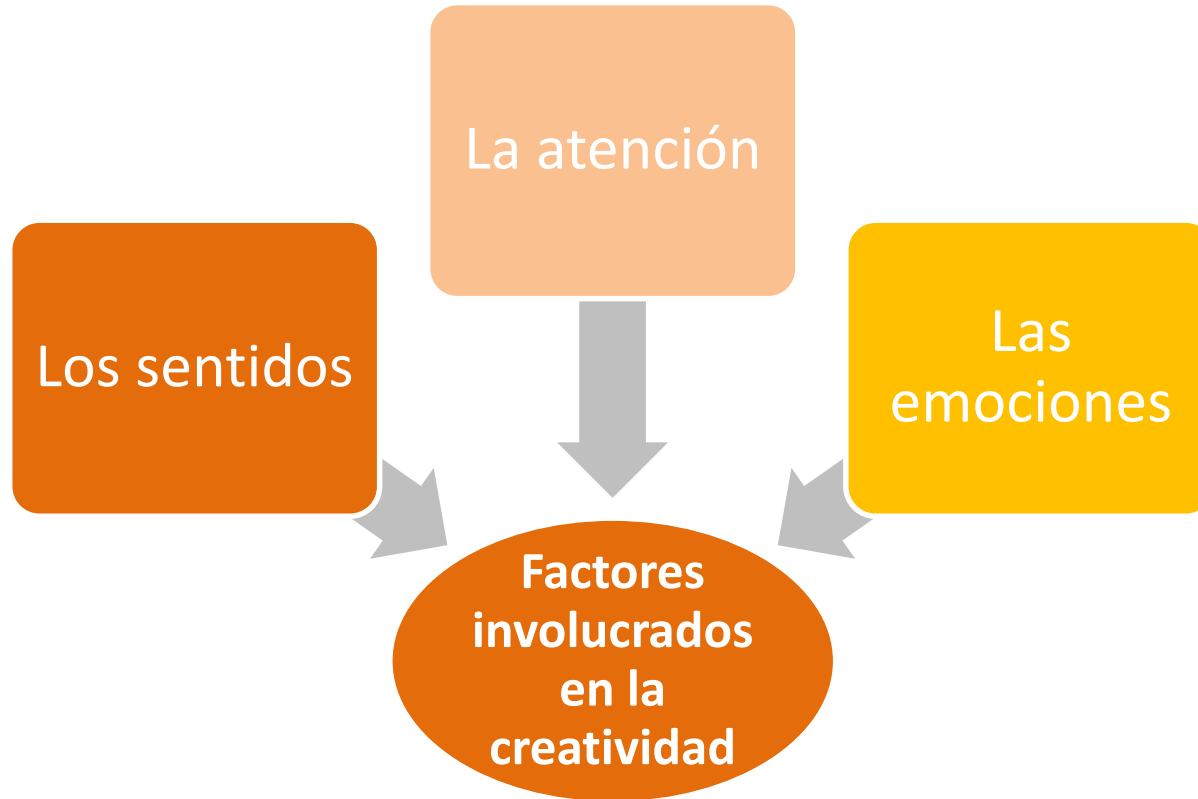 La atención
Los sentidos
Las
emociones
Factores
involucrados
en la
creatividad